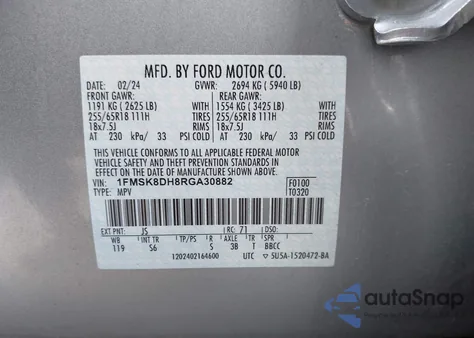 MFD. BY FORD MOTOR CO.
DATE: 02/24 GVWR: 2694 KG ( 5940 LB)
FRONT GAWR: REAR GAWR:
1191 KG ( 2625 LB) 1554 KG ( 3425 LB)
255/65R18 111H TIRES 255/65R18 111H TIRES
18x7.5J RIMS 18x7.5J RIMS
AT 230 kPa/ 33 PSI COLD AT 230 kPa/ 33 PSI COLD
THIS VEHICLE CONFORMS TO ALL APPLICABLE FEDERAL MOTOR
VEHICLE SAFETY AND THEFT PREVENTION STANDARDS IN EFFECT ON
THE DATE OF MANUFACTURE SHOWN ABOVE.
VIN: 1FMSK8DH8RGA30882
TYPE: MPV
F0100
T0320
EXT PNT: JS RC: 71 DSO:
WB INT TR TP/PS R AXLE TR SPR
119 S6 S 3B T BBCC
1202402164600 UTC ▽ 5U5A-1520472-BA
autoSnap